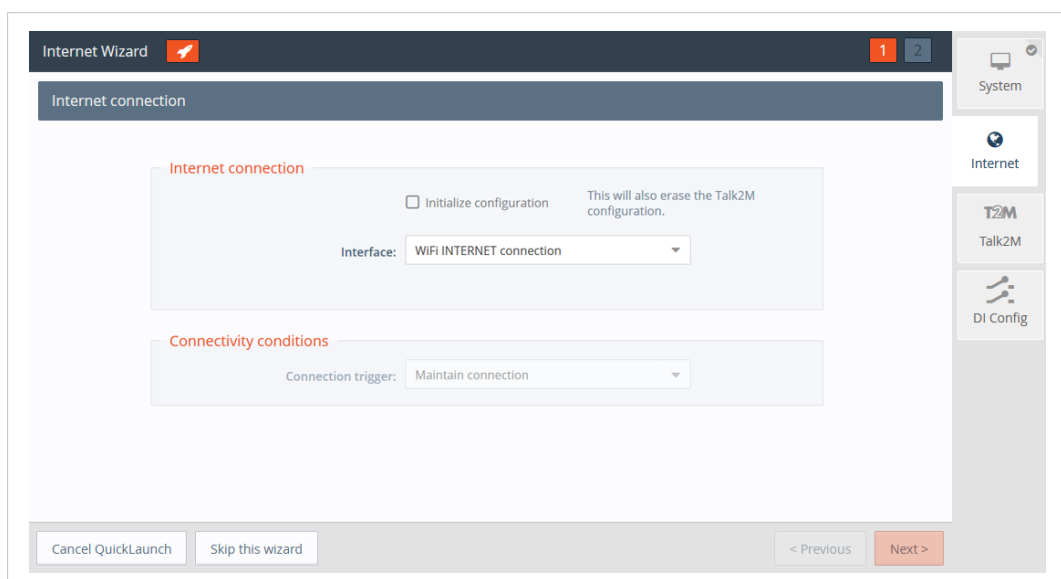 Internet Wizard
1 2
System
Internet connection
Internet
Internet connection
Initialize configuration
This will also erase the Talk2M
configuration.
T2M
Talk2M
Interface: WiFi INTERNET connection
DI Config
Connectivity conditions
Connection trigger: Maintain connection
Cancel QuickLaunch Skip this wizard < Previous Next >